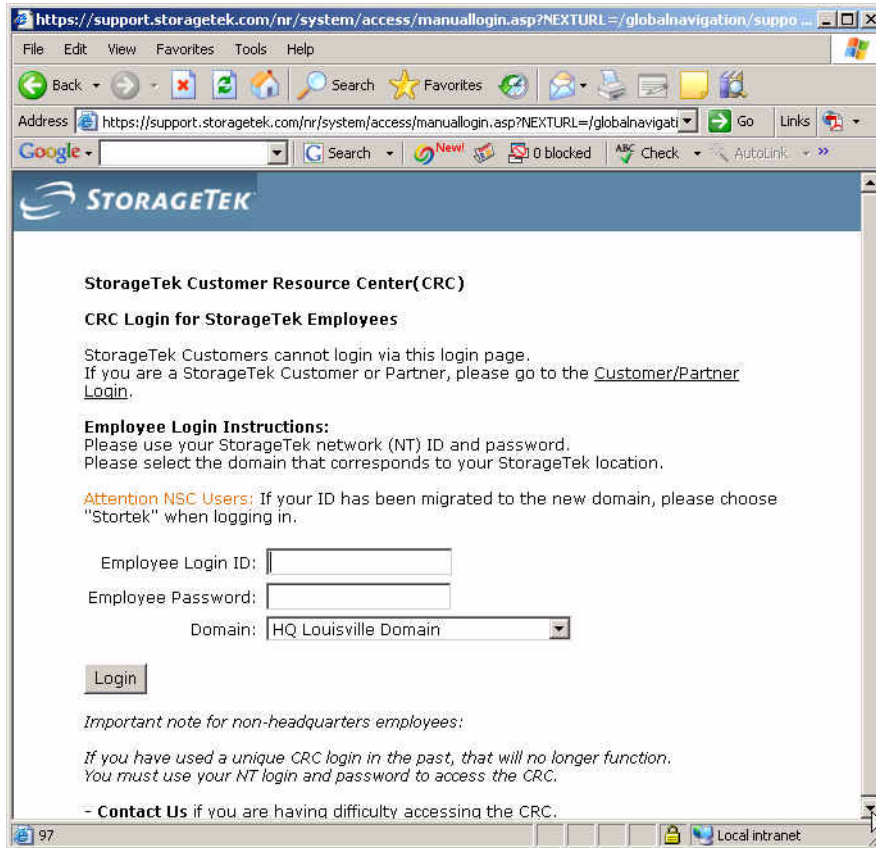 https://support.storagetek.com/nr/system/access/manuallogin.asp?NEXTURL=/globalnavigation/suppo ...
File Edit View Favorites Tools Help
Back Search Favorites
Address https://support.storagetek.com/nr/system/access/manuallogin.asp?NEXTURL=/globalnavigati Go Links
Google Search New! 0 blocked ABC Check AutoLink »
STORAGETEK
StorageTek Customer Resource Center(CRC)
CRC Login for StorageTek Employees
StorageTek Customers cannot login via this login page.
If you are a StorageTek Customer or Partner, please go to the Customer/Partner
Login.
Employee Login Instructions:
Please use your StorageTek network (NT) ID and password.
Please select the domain that corresponds to your StorageTek location.
Attention NSC Users: If your ID has been migrated to the new domain, please choose
"Stortek" when logging in.
Employee Login ID:
Employee Password:
Domain: HQ Louisville Domain
Login
Important note for non-headquarters employees:
If you have used a unique CRC login in the past, that will no longer function.
You must use your NT login and password to access the CRC.
- Contact Us if you are having difficulty accessing the CRC.
97 Local intranet